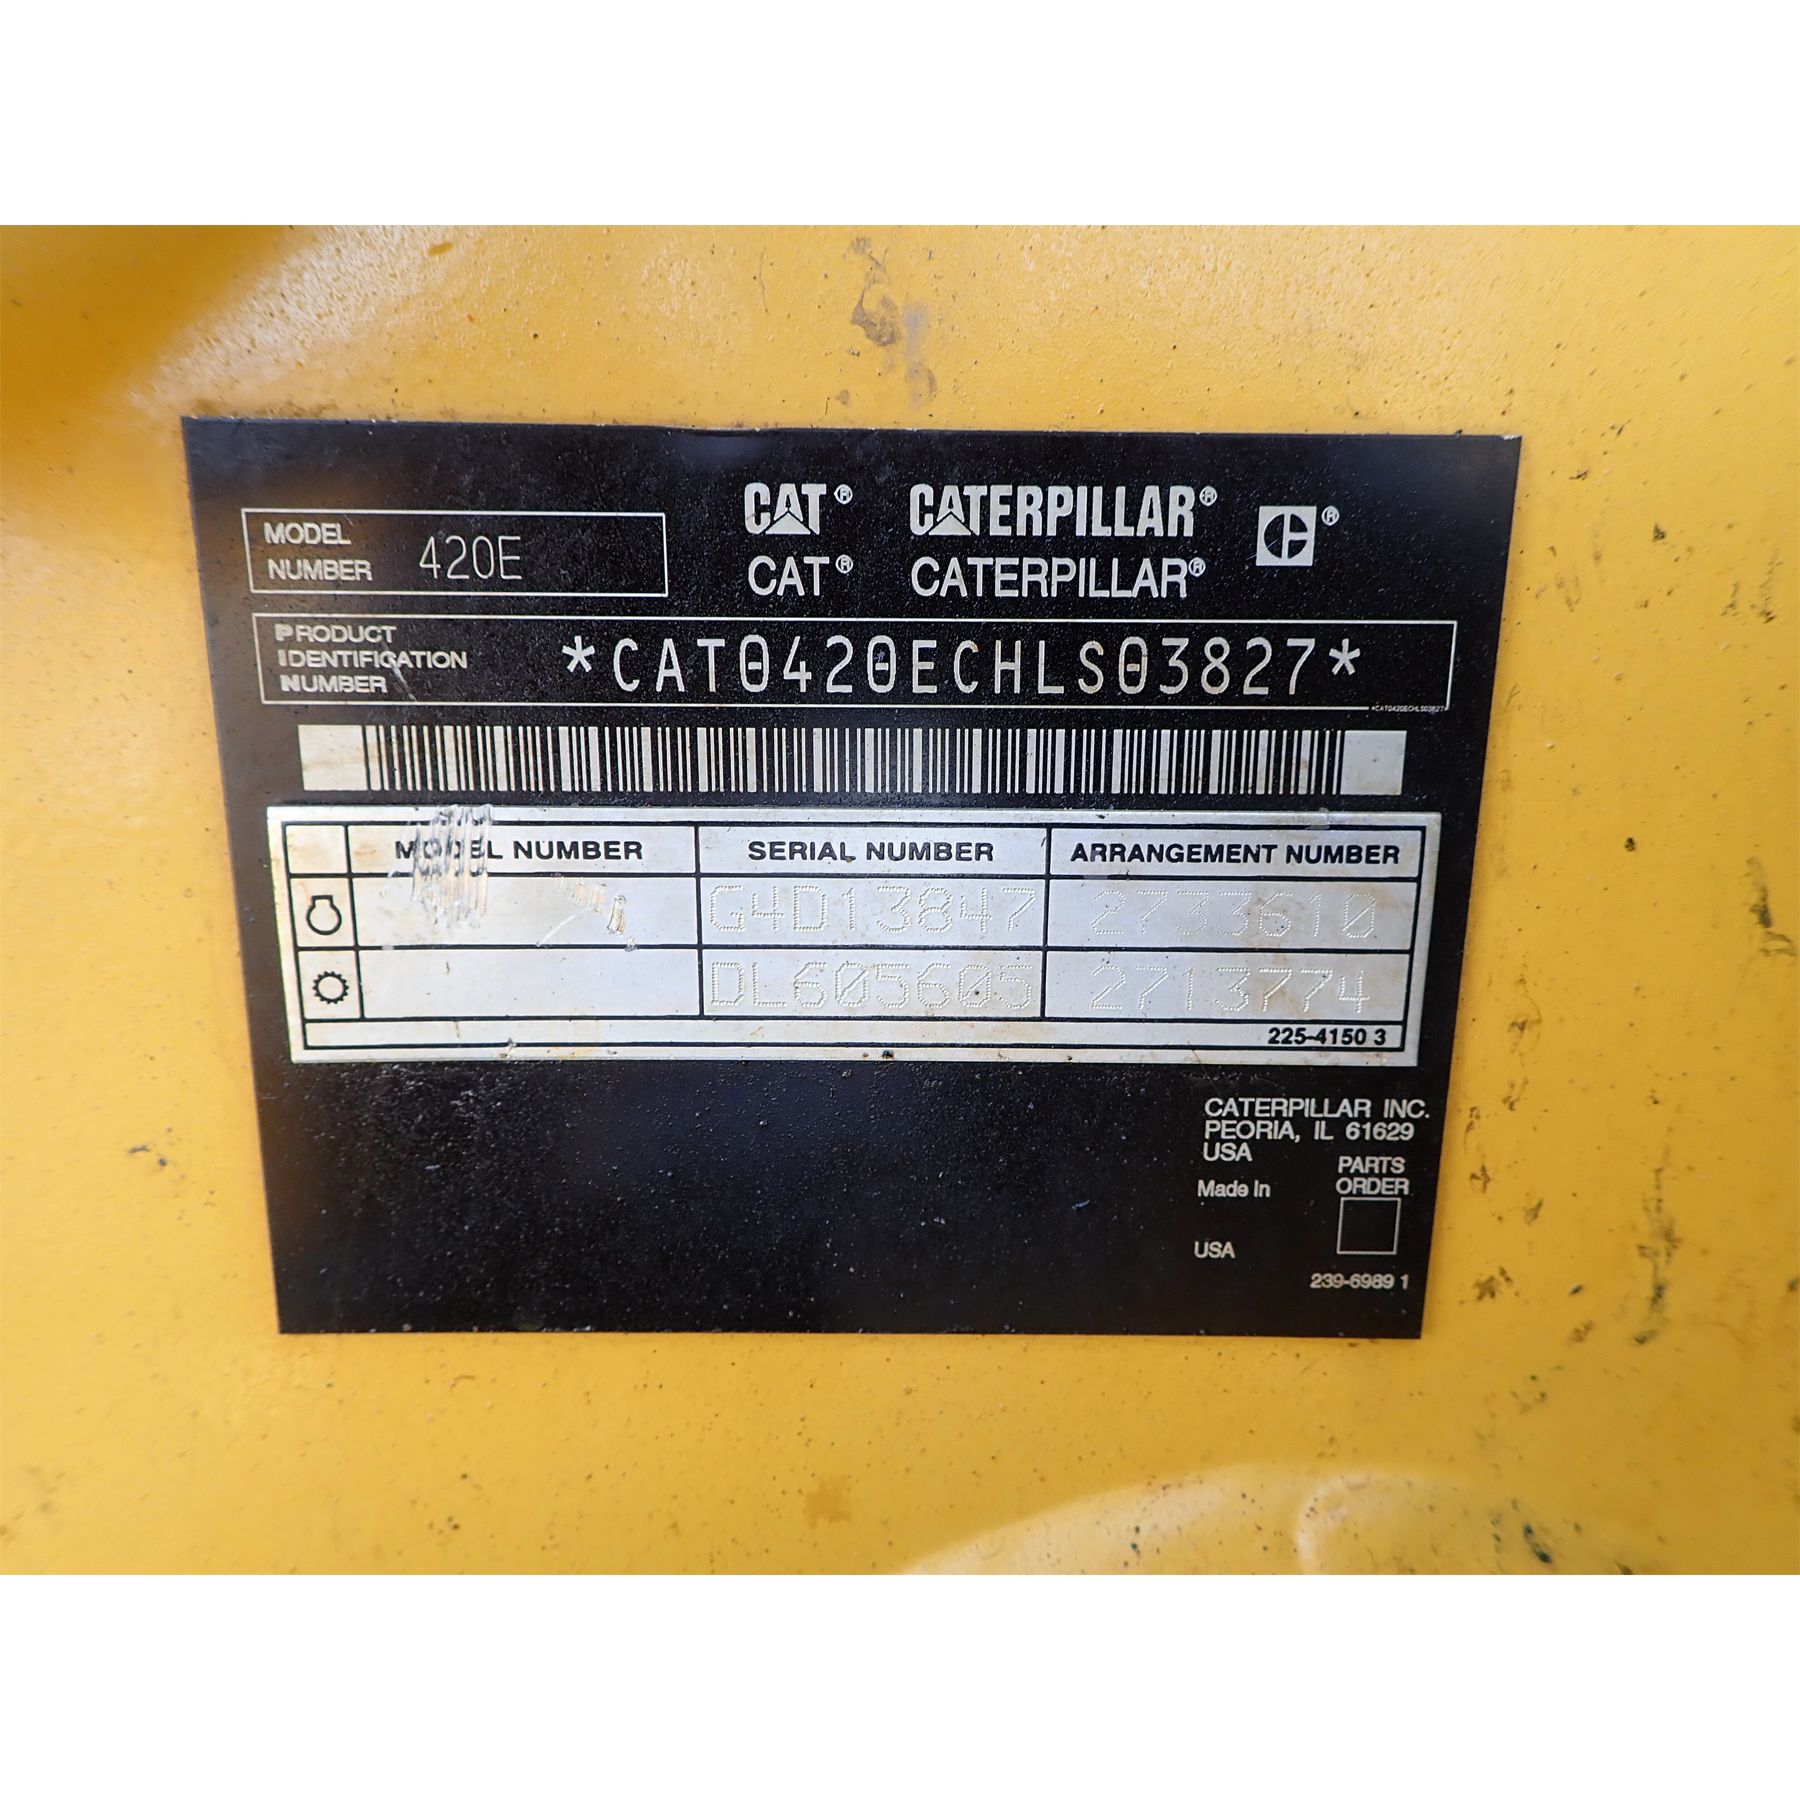 CAT® CATERPILLAR® ®
MODEL
NUMBER 420E
CAT® CATERPILLAR®
PRODUCT
IDENTIFICATION
NUMBER
*CAT0420ECHLS03827*
*CAT0420ECHLS03827*
MODEL NUMBER SERIAL NUMBER ARRANGEMENT NUMBER
G4D13847 2733610
DL605605 2713774
225-4150 3
CATERPILLAR INC.
PEORIA, IL 61629
USA
PARTS
ORDER
Made in
USA
239-6989 1